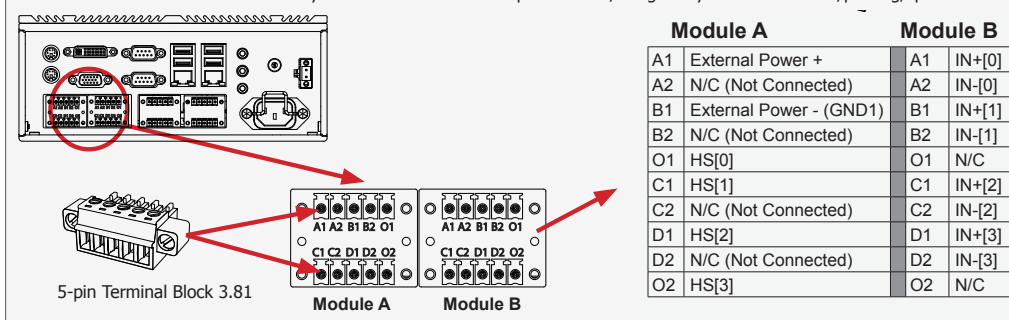 Module A Module B
A1 External Power + A1 IN+[0]
A2 N/C (Not Connected) A2 IN-[0]
B1 External Power - (GND1) B1 IN+[1]
B2 N/C (Not Connected) B2 IN-[1]
O1 HS[0] O1 N/C
C1 HS[1] C1 IN+[2]
C2 N/C (Not Connected) C2 IN-[2]
D1 HS[2] D1 IN+[3]
D2 N/C (Not Connected) D2 IN-[3]
O2 HS[3] O2 N/C
A1 A2 B1 B2 O1 A1 A2 B1 B2 O1
C1 C2 D1 D2 O2 C1 C2 D1 D2 O2
5-pin Terminal Block 3.81
Module A Module B